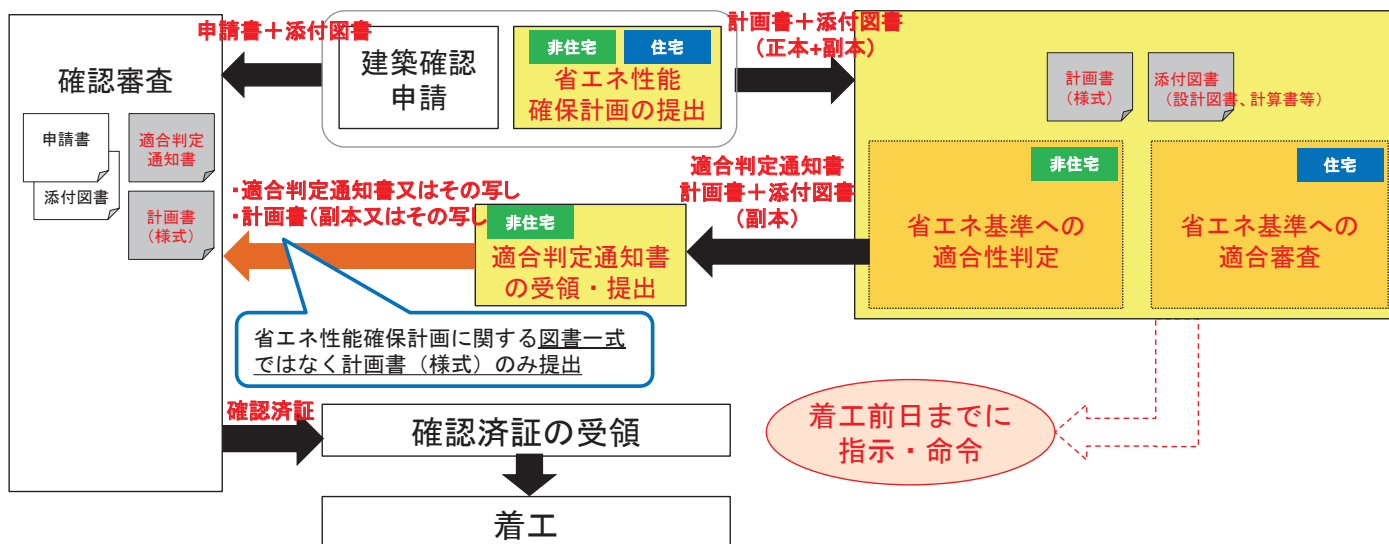 申請書＋添付図書
確認審査
申請書
添付図書
適合判定
通知書
計画書
（様式）
建築確認
申請
非住宅
住宅
省エネ性能
確保計画の提出
計画書＋添付図書
（正本+副本）
計画書
（様式）
添付図書
（設計図書、計算書等）
非住宅
省エネ基準への
適合性判定
住宅
省エネ基準への
適合審査
適合判定通知書
計画書＋添付図書
（副本）
・適合判定通知書又はその写し
・計画書（副本又はその写し
非住宅
適合判定通知書
の受領・提出
省エネ性能確保計画に関する図書一式
ではなく計画書（様式）のみ提出
着工前日までに
指示・命令
確認済証
確認済証の受領
着工